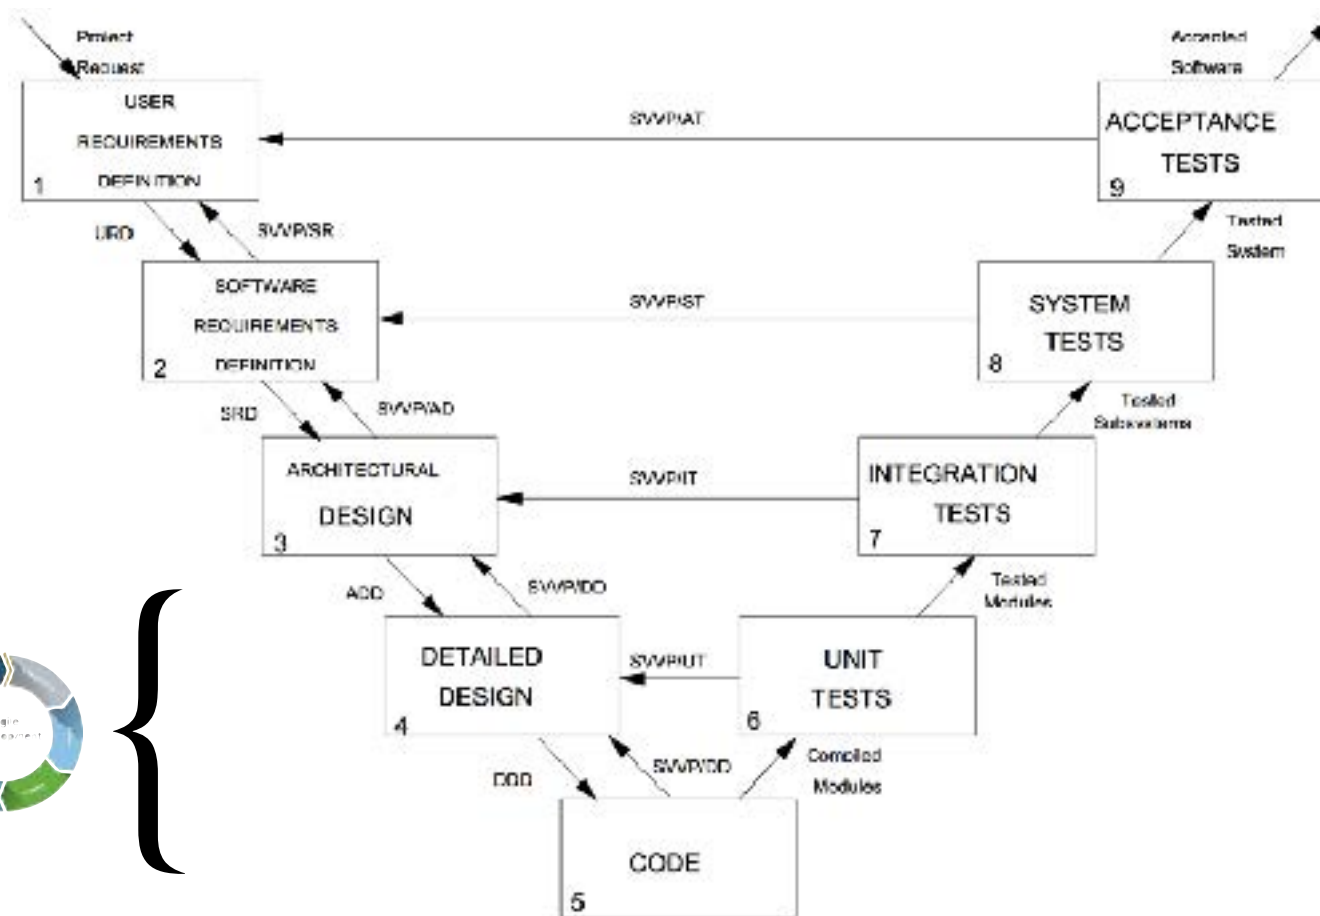 Project
Request
USER
REQUIREMENTS
DEFINITION
1
Accepted
Software
ACCEPTANCE
TESTS
9
SVVP/AT
URD
SVVP/SR
Tested
System
SOFTWARE
REQUIREMENTS
DEFINITION
2
SVVP/ST
SYSTEM
TESTS
8
SRD
SVVP/AD
Tested
Subsystems
ARCHITECTURAL
DESIGN
3
SVVP/IT
INTEGRATION
TESTS
7
ADD
SVVP/DD
Tested
Modules
DETAILED
DESIGN
4
SVVP/UT
UNIT
TESTS
6
DDD
SVVP/DD
Compiled
Modules
CODE
5